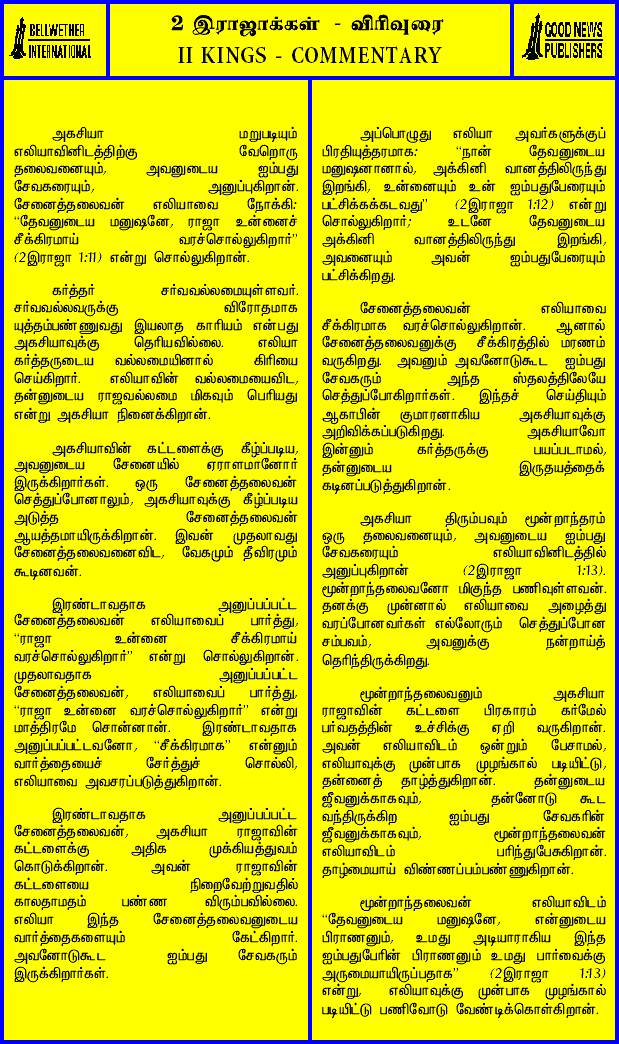 BELLWETHER
INTERNATIONAL
2 இராஜாக்கள் - விரிவுரை
II KINGS - COMMENTARY
GOOD NEWS
PUBLISHERS
அகசியா மறுபடியும்
எலியாவினிடத்திற்கு வேறொரு
தலைவனையும், அவனுடைய ஐம்பது
சேவகரையும், அனுப்புகிறான்.
சேனைத்தலைவன் எலியாவை நோக்கி:
“தேவனுடைய மனுஷனே, ராஜா உன்னைச்
சீக்கிரமாய் வரச்சொல்லுகிறார்”
(2இராஜா 1:11) என்று சொல்லுகிறான்.
கர்த்தர் சர்வவல்லமையுள்ளவர்.
சர்வவல்லவருக்கு விரோதமாக
யுத்தம்பண்ணுவது இயலாத காரியம் என்பது
அகசியாவுக்கு தெரியவில்லை. எலியா
கர்த்தருடைய வல்லமையினால் கிரியை
செய்கிறார். எலியாவின் வல்லமையைவிட,
தன்னுடைய ராஜவல்லமை மிகவும் பெரியது
என்று அகசியா நினைக்கிறான்.
அகசியாவின் கட்டளைக்கு கீழ்ப்படிய,
அவனுடைய சேனையில் ஏராளமானோர்
இருக்கிறார்கள். ஒரு சேனைத்தலைவன்
செத்துப்போனாலும், அகசியாவுக்கு கீழ்ப்படிய
அடுத்த சேனைத்தலைவன்
ஆயத்தமாயிருக்கிறான். இவன் முதலாவது
சேனைத்தலைவனைவிட, வேகமும் தீவிரமும்
கூடினவன்.
இரண்டாவதாக அனுப்பப்பட்ட
சேனைத்தலைவன் எலியாவைப் பார்த்து,
“ராஜா உன்னை சீக்கிரமாய்
வரச்சொல்லுகிறார்” என்று சொல்லுகிறான்.
முதலாவதாக அனுப்பப்பட்ட
சேனைத்தலைவன், எலியாவைப் பார்த்து,
“ராஜா உன்னை வரச்சொல்லுகிறார்” என்று
மாத்திரமே சொன்னான். இரண்டாவதாக
அனுப்பப்பட்டவனோ, “சீக்கிரமாக” என்னும்
வார்த்தையைச் சேர்த்துச் சொல்லி,
எலியாவை அவசரப்படுத்துகிறான்.
இரண்டாவதாக அனுப்பப்பட்ட
சேனைத்தலைவன், அகசியா ராஜாவின்
கட்டளைக்கு அதிக முக்கியத்துவம்
கொடுக்கிறான். அவன் ராஜாவின்
கட்டளையை நிறைவேற்றுவதில்
காலதாமதம் பண்ண விரும்பவில்லை.
எலியா இந்த சேனைத்தலைவனுடைய
வார்த்தைகளையும் கேட்கிறார்.
அவனோடுகூட ஐம்பது சேவகரும்
இருக்கிறார்கள்.
அப்பொழுது எலியா அவர்களுக்குப்
பிரதியுத்தரமாக: “நான் தேவனுடைய
மனுஷனானால், அக்கினி வானத்திலிருந்து
இறங்கி, உன்னையும் உன் ஐம்பதுபேரையும்
பட்சிக்கக்கடவது” (2இராஜா 1:12) என்று
சொல்லுகிறார்; உடனே தேவனுடைய
அக்கினி வானத்திலிருந்து இறங்கி,
அவனையும் அவன் ஐம்பதுபேரையும்
பட்சிக்கிறது.
சேனைத்தலைவன் எலியாவை
சீக்கிரமாக வரச்சொல்லுகிறான். ஆனால்
சேனைத்தலைவனுக்கு சீக்கிரத்தில் மரணம்
வருகிறது. அவனும் அவனோடுகூட ஐம்பது
சேவகரும் அந்த ஸ்தலத்திலேயே
செத்துப்போகிறார்கள். இந்தச் செய்தியும்
ஆகாபின் குமாரனாகிய அகசியாவுக்கு
அறிவிக்கப்படுகிறது. அகசியாவோ
இன்னும் கர்த்தருக்கு பயப்படாமல்,
தன்னுடைய இருதயத்தைக்
கடினப்படுத்துகிறான்.
அகசியா திரும்பவும் மூன்றாந்தரம்
ஒரு தலைவனையும், அவனுடைய ஐம்பது
சேவகரையும் எலியாவினிடத்தில்
அனுப்புகிறான் (2இராஜா 1:13).
மூன்றாந்தலைவனோ மிகுந்த பணிவுள்ளவன்.
தனக்கு முன்னால் எலியாவை அழைத்து
வரப்போனவர்கள் எல்லோரும் செத்துப்போன
சம்பவம், அவனுக்கு நன்றாய்த்
தெரிந்திருக்கிறது.
மூன்றாந்தலைவனும் அகசியா
ராஜாவின் கட்டளை பிரகாரம் கர்மேல்
பர்வதத்தின் உச்சிக்கு ஏறி வருகிறான்.
அவன் எலியாவிடம் ஒன்றும் பேசாமல்,
எலியாவுக்கு முன்பாக முழங்கால் படியிட்டு,
தன்னைத் தாழ்த்துகிறான். தன்னுடைய
ஜீவனுக்காகவும், தன்னோடு கூட
வந்திருக்கிற ஐம்பது சேவகரின்
ஜீவனுக்காகவும், மூன்றாந்தலைவன்
எலியாவிடம் பரிந்துபேசுகிறான்.
தாழ்மையாய் விண்ணப்பம்பண்ணுகிறான்.
மூன்றாந்தலைவன் எலியாவிடம்
“தேவனுடைய மனுஷனே, என்னுடைய
பிராணனும், உமது அடியாராகிய இந்த
ஐம்பதுபேரின் பிராணனும் உமது பார்வைக்கு
அருமையாயிருப்பதாக” (2இராஜா 1:13)
என்று, எலியாவுக்கு முன்பாக முழங்கால்
படியிட்டு பணிவோடு வேண்டிக்கொள்கிறான்.